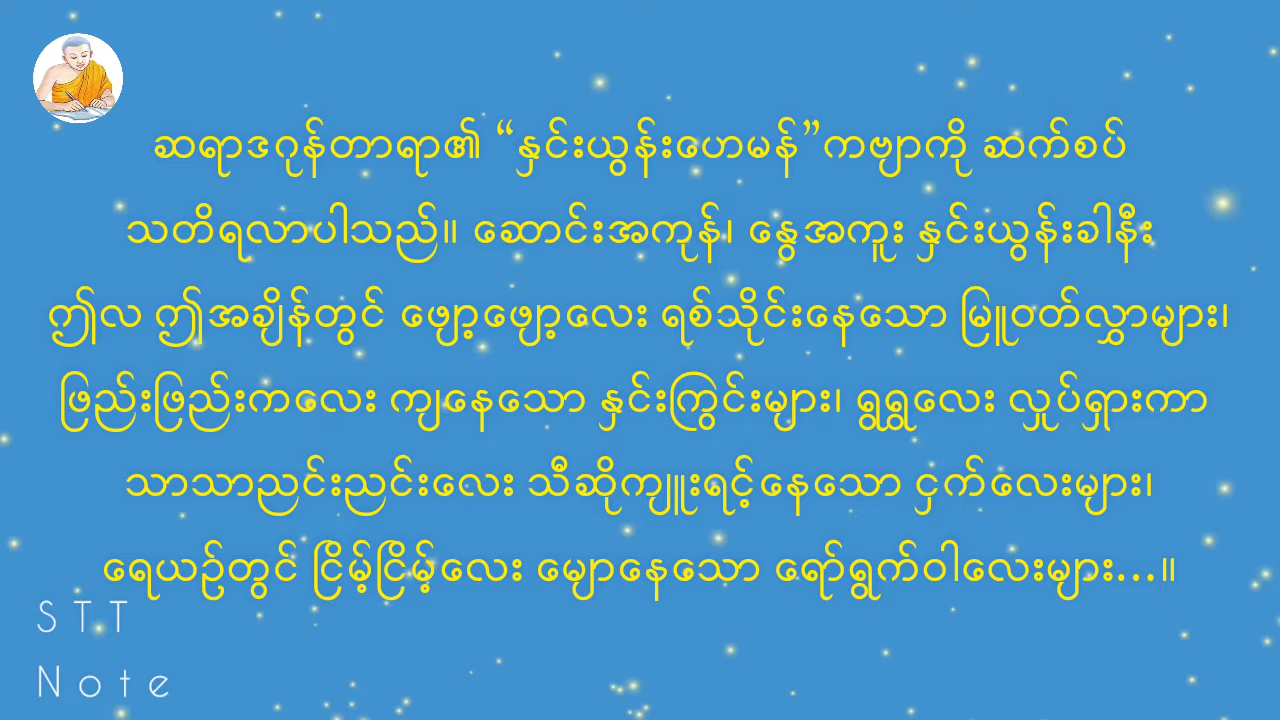 ဆရာဒဂုန်တာရာ၏ “နှင်းယွန်းဟေမန်”ကဗျာကို ဆက်စပ်
သတိရလာပါသည်။ ဆောင်းအကုန်၊ နွေအကူး နှင်းယွန်းခါနီး
ဤလ ဤအချိန်တွင် ဖျော့ဖျော့လေး ရစ်သိုင်းနေသော မြူဝတ်လွှာများ၊
ဖြည်းဖြည်းကလေး ကျနေသော နှင်းကြွင်းများ၊ ရွရွလေး လှုပ်ရှားကာ
သာသာညင်းညင်းလေး သီဆိုကျူးရင့်နေသော ငှက်လေးများ၊
ရေယဉ်တွင် ငြိမ့်ငြိမ့်လေး မျောနေသော ရော်ရွက်ဝါလေးများ...။
STT
Note